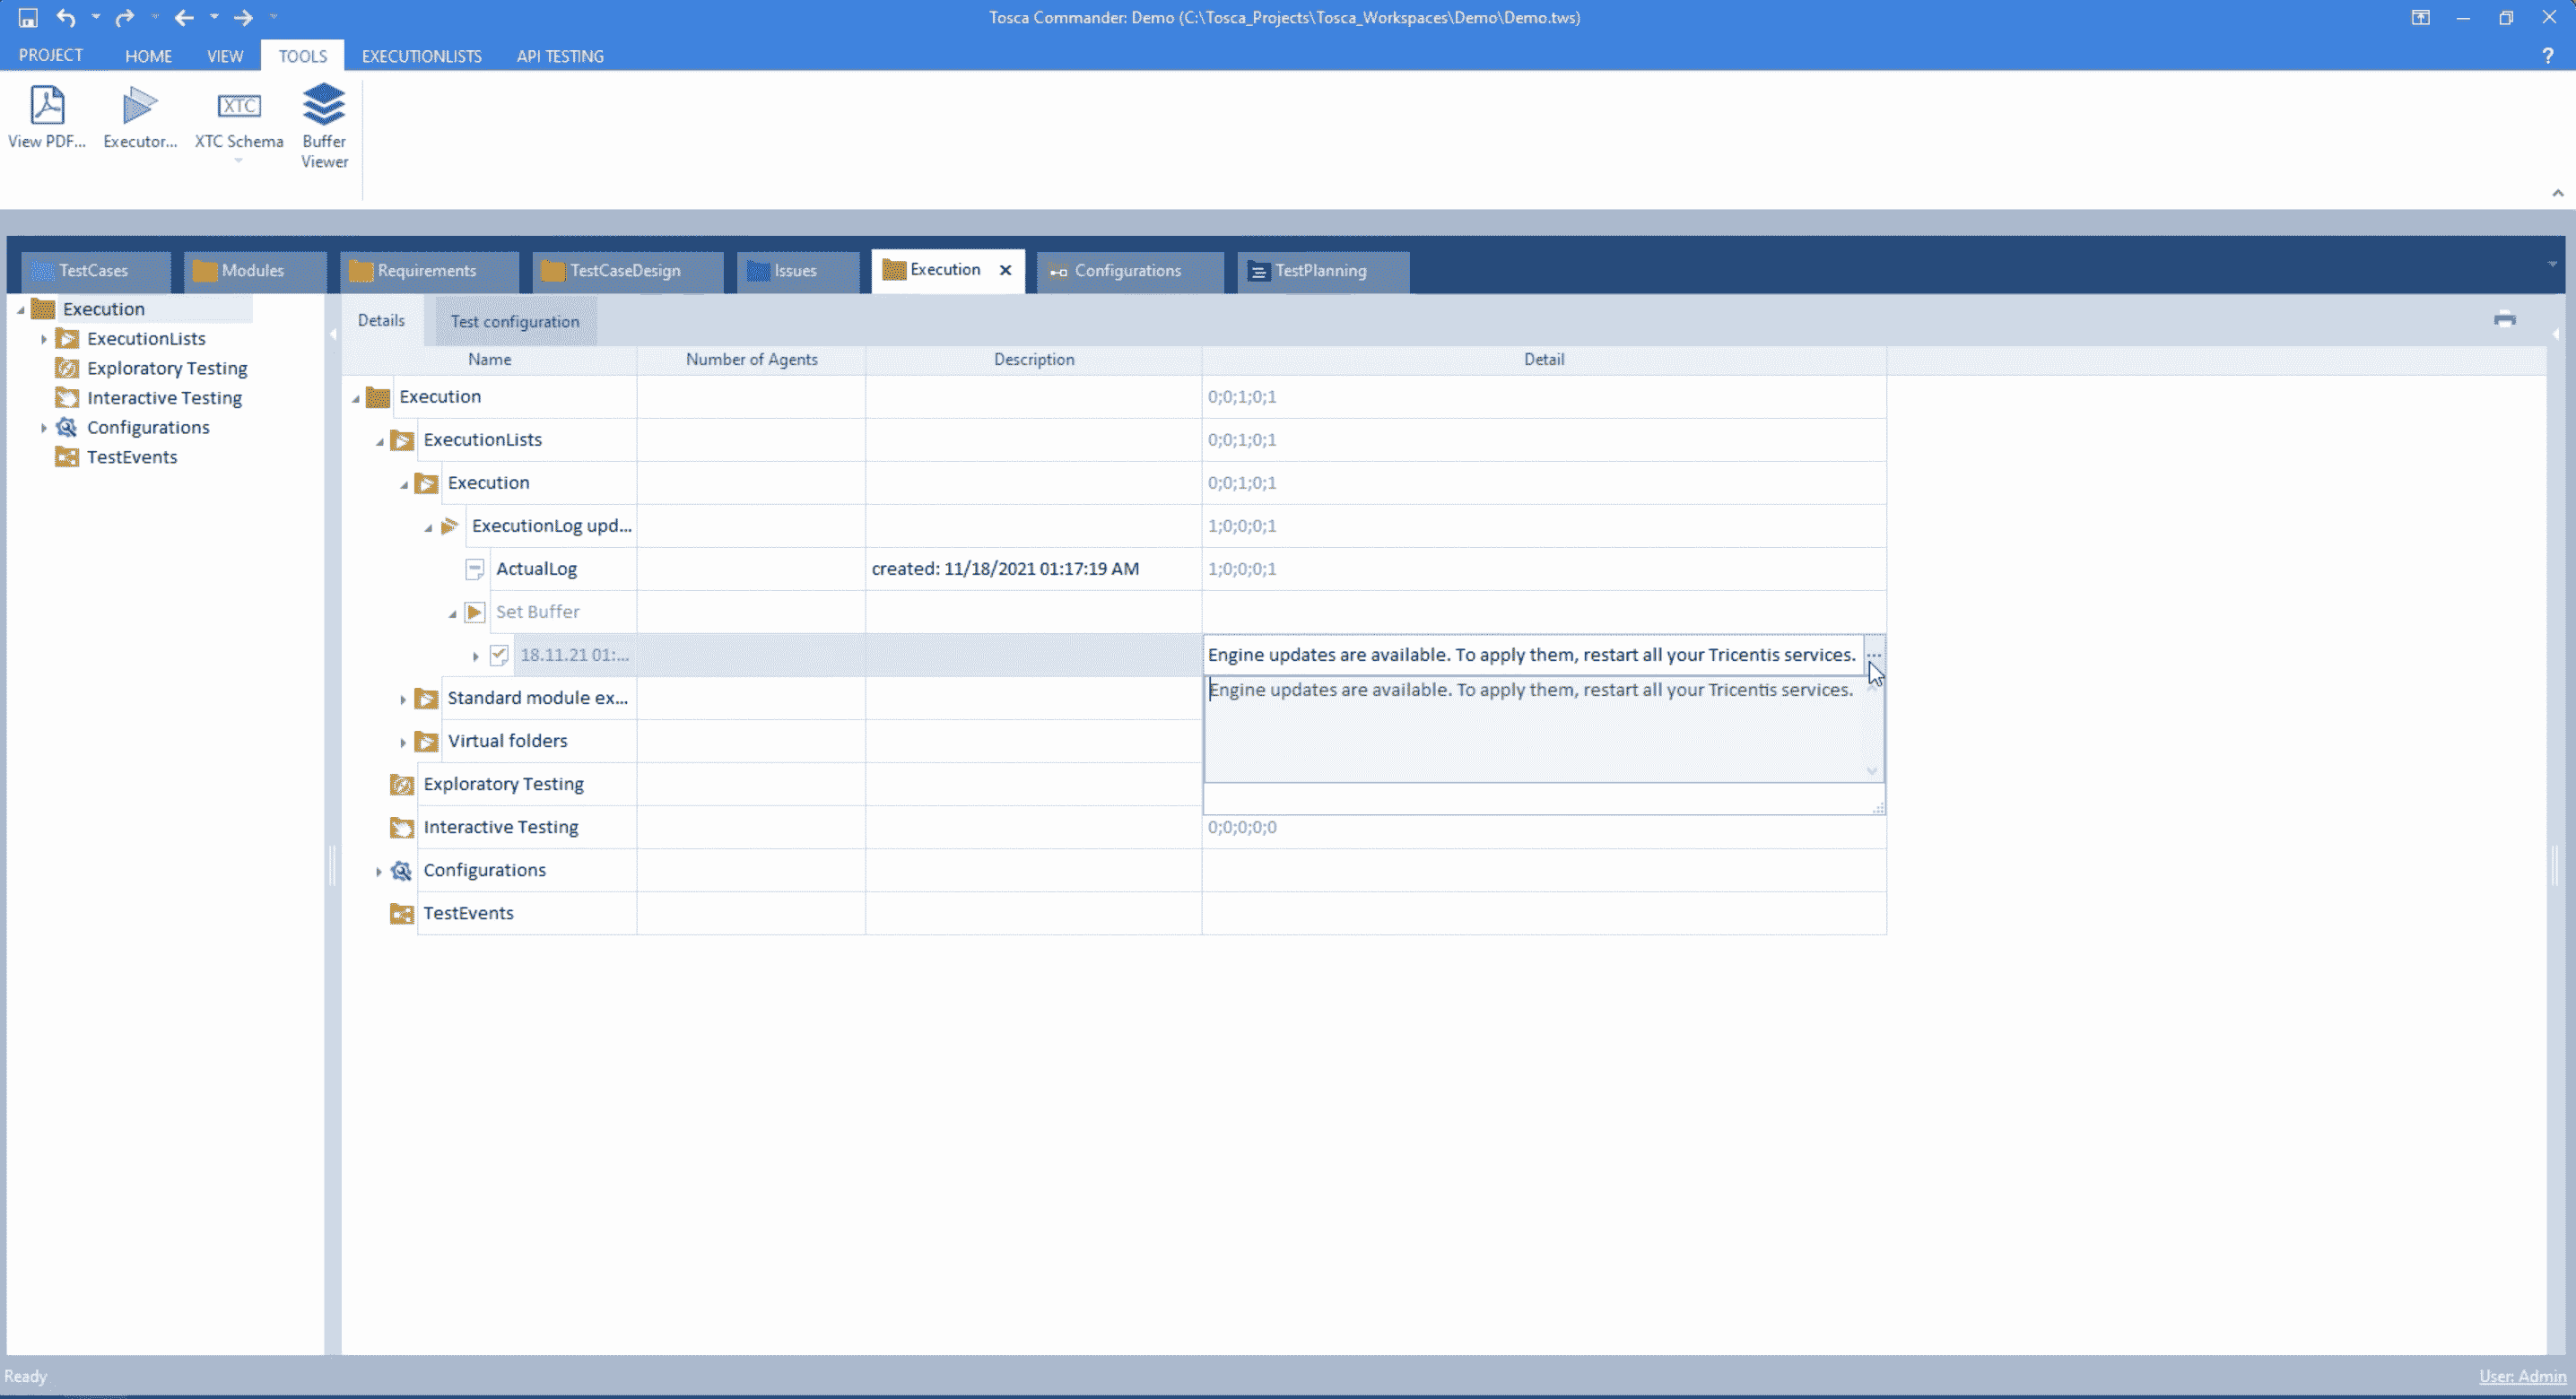 Tosca Commander: Demo (C:\Tosca_Projects\Tosca_Workspaces\Demo\Demo.tws)
PROJECT HOME VIEW TOOLS EXECUTIONLISTS API TESTING ?
View PDF... Executor... XTC XTC Schema Buffer Viewer
TestCases Modules Requirements TestCaseDesign Issues Execution Configurations TestPlanning
Execution
ExecutionLists
Exploratory Testing
Interactive Testing
Configurations
TestEvents
Details Test configuration
Name Number of Agents Description Detail
Execution 0;0;1;0;1
ExecutionLists 0;0;1;0;1
Execution 0;0;1;0;1
ExecutionLog upd... 1;0;0;0;1
ActualLog created: 11/18/2021 01:17:19 AM 1;0;0;0;1
Set Buffer
18.11.21 01:... Engine updates are available. To apply them, restart all your Tricentis services. ...
Engine updates are available. To apply them, restart all your Tricentis services.
Standard module ex...
Virtual folders
Exploratory Testing
Interactive Testing 0;0;0;0;0
Configurations
TestEvents
Ready User: Admin